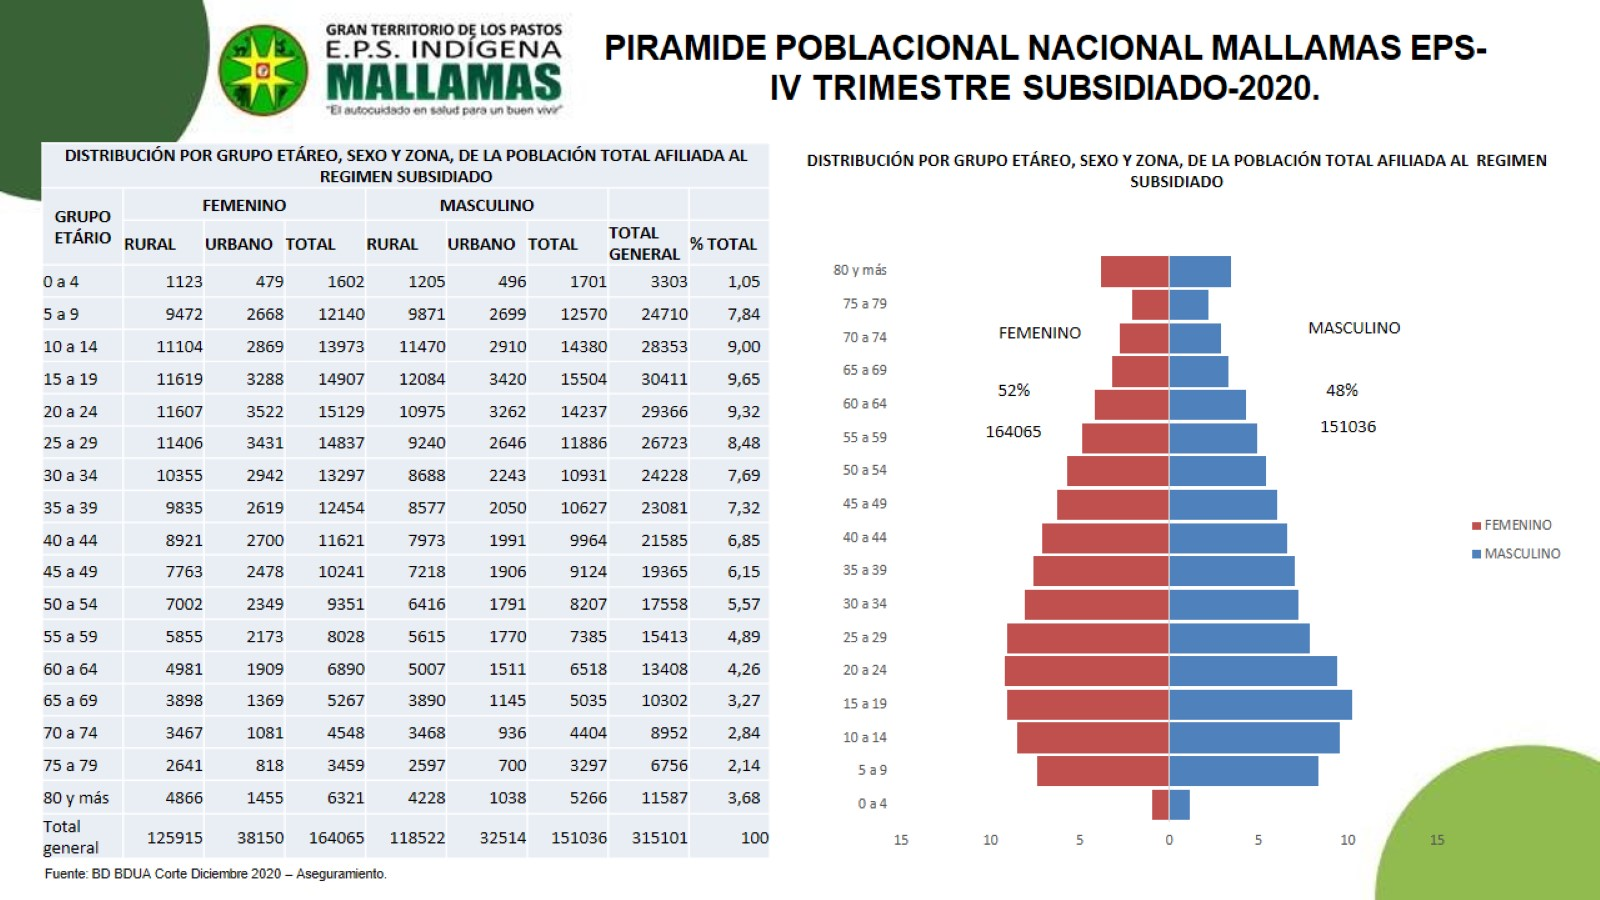 GRAN TERRITORIO DE LOS PASTOS
E.P.S. INDÍGENA
MALLAMAS
"El autocuidado en salud para un buen vivir"
PIRAMIDE POBLACIONAL NACIONAL MALLAMAS EPS-
IV TRIMESTRE SUBSIDIADO-2020.
DISTRIBUCIÓN POR GRUPO ETÁREO, SEXO Y ZONA, DE LA POBLACIÓN TOTAL AFILIADA AL
REGIMEN SUBSIDIADO
GRUPO ETÁRIO FEMENINO MASCULINO
RURAL URBANO TOTAL RURAL URBANO TOTAL TOTAL GENERAL % TOTAL
0 a 4 1123 479 1602 1205 496 1701 3303 1,05
5 a 9 9472 2668 12140 9871 2699 12570 24710 7,84
10 a 14 11104 2869 13973 11470 2910 14380 28353 9,00
15 a 19 11619 3288 14907 12084 3420 15504 30411 9,65
20 a 24 11607 3522 15129 10975 3262 14237 29366 9,32
25 a 29 11406 3431 14837 9240 2646 11886 26723 8,48
30 a 34 10355 2942 13297 8688 2243 10931 24228 7,69
35 a 39 9835 2619 12454 8577 2050 10627 23081 7,32
40 a 44 8921 2700 11621 7973 1991 9964 21585 6,85
45 a 49 7763 2478 10241 7218 1906 9124 19365 6,15
50 a 54 7002 2349 9351 6416 1791 8207 17558 5,57
55 a 59 5855 2173 8028 5615 1770 7385 15413 4,89
60 a 64 4981 1909 6890 5007 1511 6518 13408 4,26
65 a 69 3898 1369 5267 3890 1145 5035 10302 3,27
70 a 74 3467 1081 4548 3468 936 4404 8952 2,84
75 a 79 2641 818 3459 2597 700 3297 6756 2,14
80 y más 4866 1455 6321 4228 1038 5266 11587 3,68
Total general 125915 38150 164065 118522 32514 151036 315101 100
Fuente: BD BDUA Corte Diciembre 2020 – Aseguramiento.
DISTRIBUCIÓN POR GRUPO ETÁREO, SEXO Y ZONA, DE LA POBLACIÓN TOTAL AFILIADA AL REGIMEN
SUBSIDIADO
80 y más
75 a 79
70 a 74
65 a 69
60 a 64
55 a 59
50 a 54
45 a 49
40 a 44
35 a 39
30 a 34
25 a 29
20 a 24
15 a 19
10 a 14
5 a 9
0 a 4
15 10 5 0 5 10 15
FEMENINO
52%
164065
MASCULINO
48%
151036
FEMENINO
MASCULINO